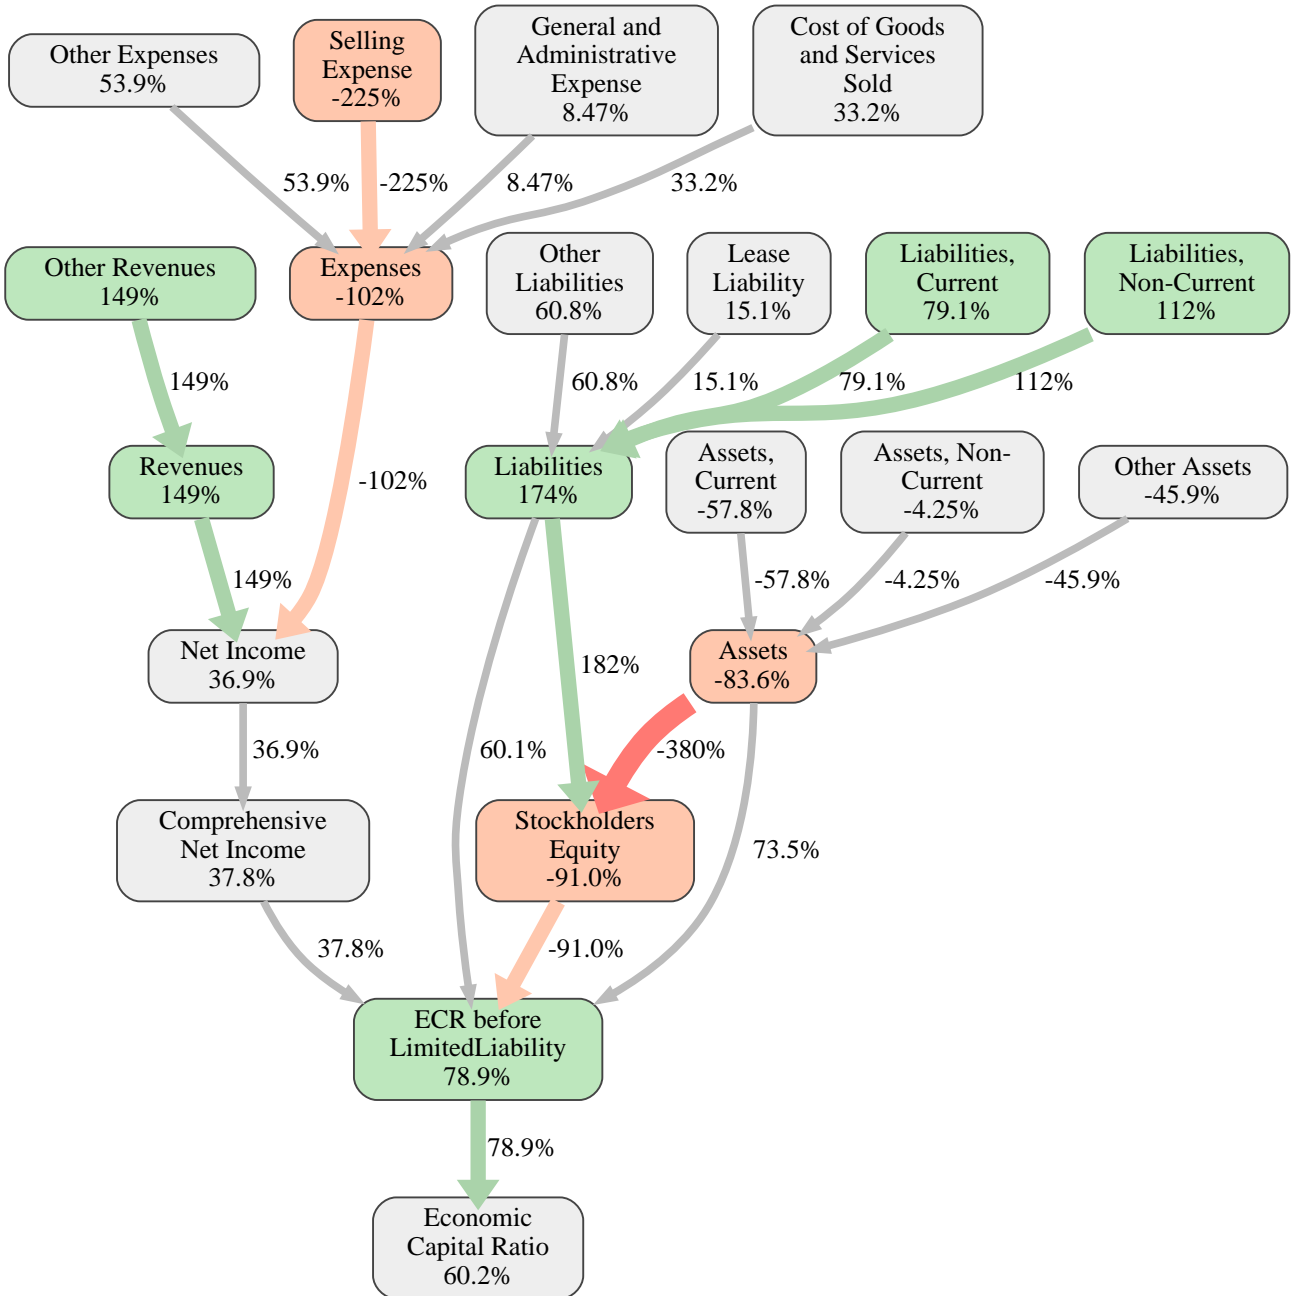 Other Expenses
53.9%
Selling
Expense
-225%
General and
Administrative
Expense
8.47%
Cost of Goods
and Services
Sold
33.2%
53.9%
-225%
8.47%
33.2%
Other Revenues
149%
Expenses
-102%
Other
Liabilities
60.8%
Lease
Liability
15.1%
Liabilities,
Current
79.1%
Liabilities,
Non-Current
112%
149%
60.8%
15.1%
79.1%
112%
Revenues
149%
-102%
Liabilities
174%
Assets,
Current
-57.8%
Assets, Non-
Current
-4.25%
Other Assets
-45.9%
149%
-57.8%
-4.25%
-45.9%
Net Income
36.9%
182%
Assets
-83.6%
36.9%
60.1%
-380%
Comprehensive
Net Income
37.8%
Stockholders
Equity
-91.0%
73.5%
37.8%
-91.0%
ECR before
LimitedLiability
78.9%
78.9%
Economic
Capital Ratio
60.2%